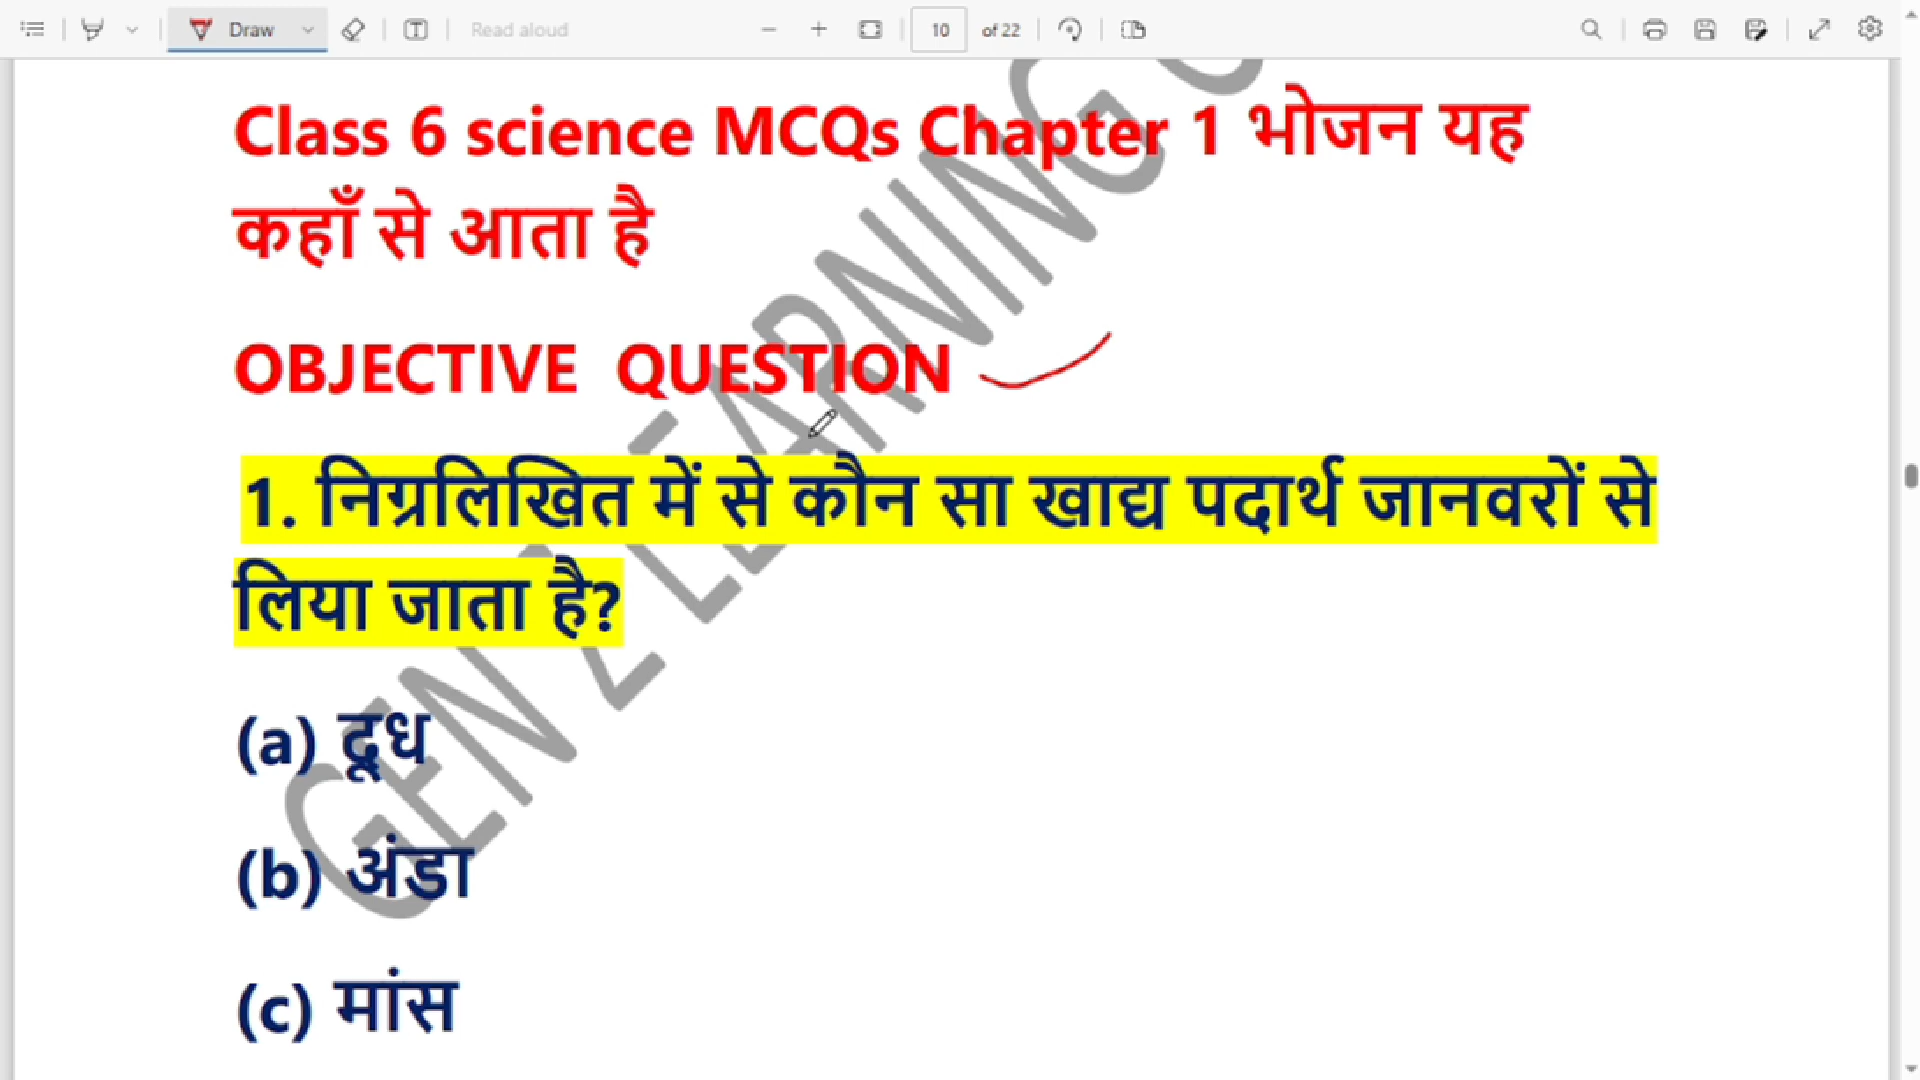 Draw
Read aloud
10 of 22
Class 6 science MCQs Chapter 1 भोजन यह
कहाँ से आता है
OBJECTIVE QUESTION
1. निग्रलिखित में से कौन सा खाद्य पदार्थ जानवरों से
लिया जाता है?
(a) दूध
(b) अंडा
(c) मांस
GEN Z LEARNING